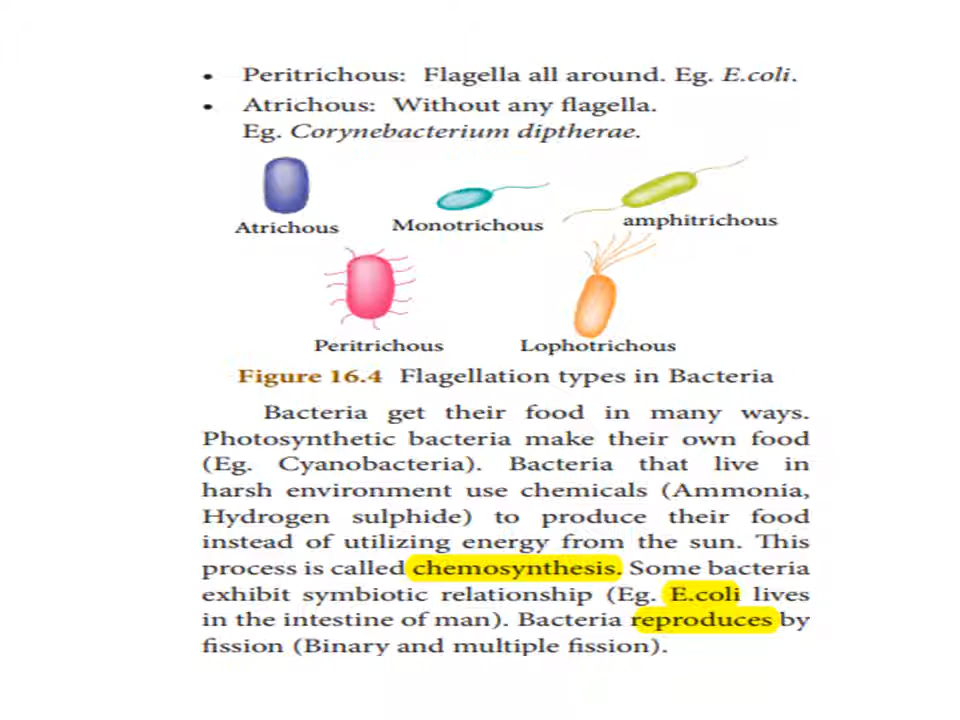 • Peritrichous: Flagella all around. Eg. E.coli.
• Atrichous: Without any flagella.
Eg. Corynebacterium diptherae.
Atrichous
Monotrichous
amphitrichous
Peritrichous
Lophotrichous
Figure 16.4 Flagellation types in Bacteria
Bacteria get their food in many ways.
Photosynthetic bacteria make their own food
(Eg. Cyanobacteria). Bacteria that live in
harsh environment use chemicals (Ammonia,
Hydrogen sulphide) to produce their food
instead of utilizing energy from the sun. This
process is called chemosynthesis. Some bacteria
exhibit symbiotic relationship (Eg. E.coli lives
in the intestine of man). Bacteria reproduces by
fission (Binary and multiple fission).